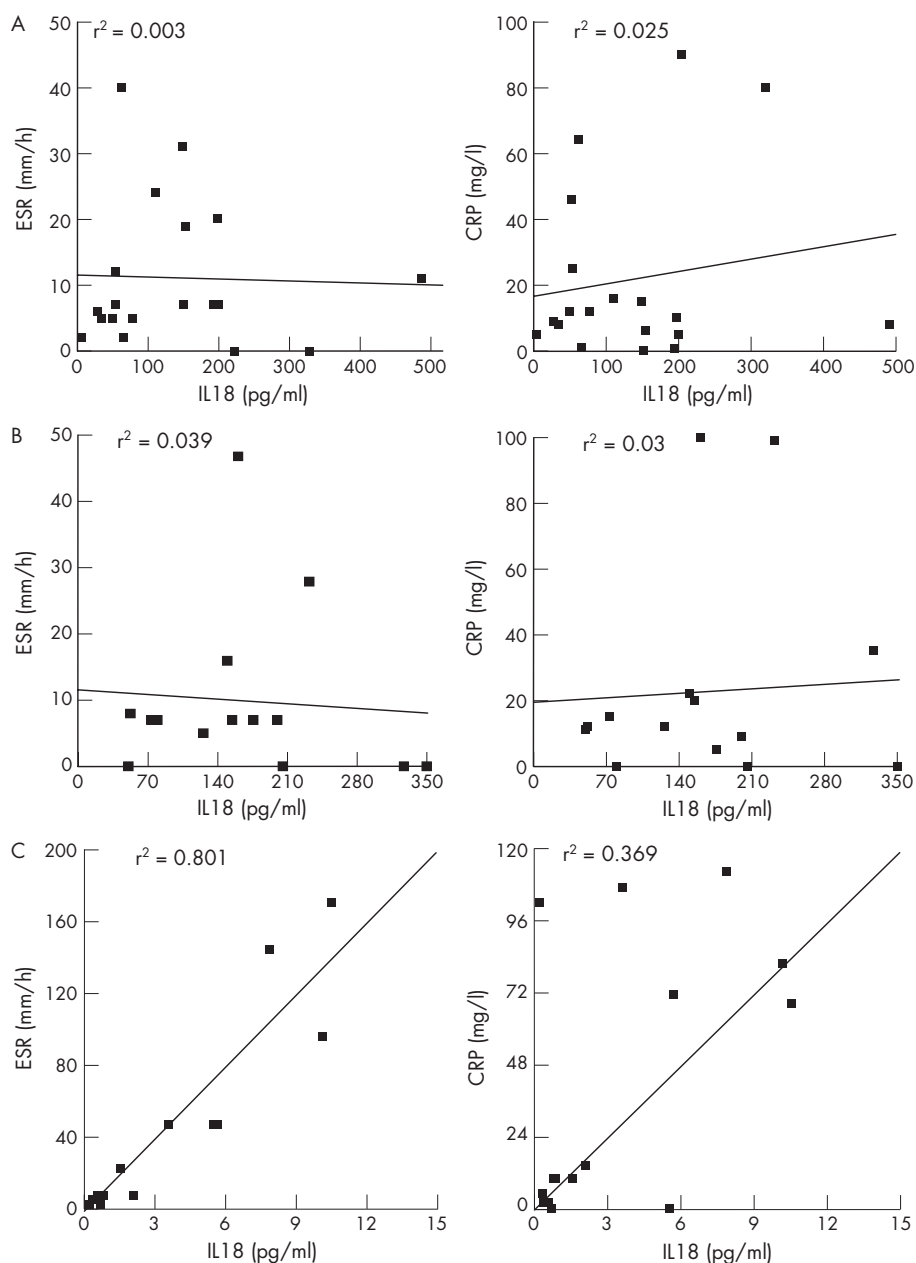 A
r² = 0.003
50
40
30
20
10
0
ESR (mm/h)
0 100 200 300 400 500
IL18 (pg/ml)
r² = 0.025
100
80
60
40
20
0
CRP (mg/l)
0 100 200 300 400 500
IL18 (pg/ml)
B
r² = 0.039
50
40
30
20
10
0
ESR (mm/h)
0 70 140 210 280 350
IL18 (pg/ml)
r² = 0.03
100
80
60
40
20
0
CRP (mg/l)
0 70 140 210 280 350
IL18 (pg/ml)
C
r² = 0.801
200
160
120
80
40
0
ESR (mm/h)
0 3 6 9 12 15
IL18 (pg/ml)
r² = 0.369
120
96
72
48
24
0
CRP (mg/l)
3 6 9 12 15
IL18 (pg/ml)